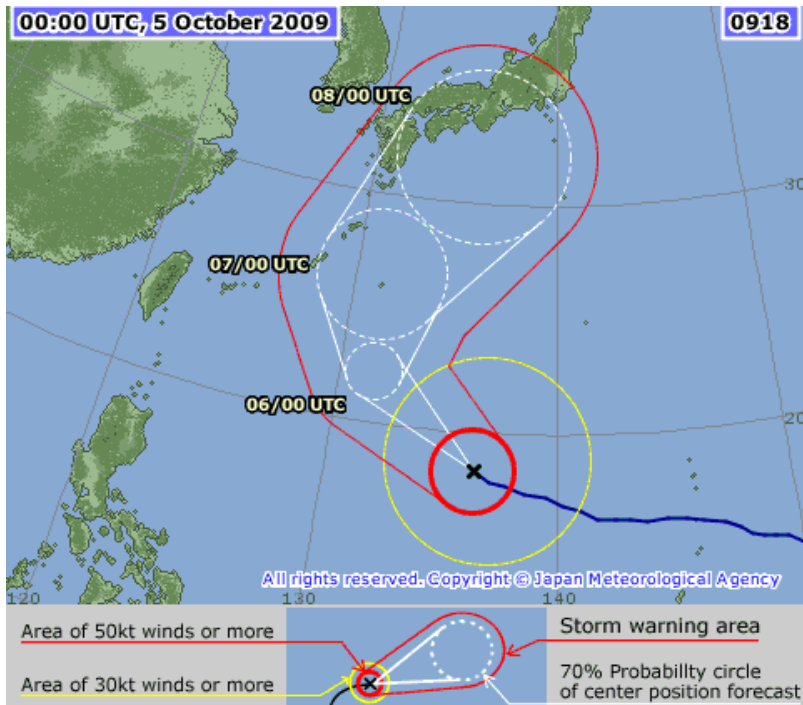 00:00 UTC, 5 October 2009
0918
08/00 UTC
30
07/00 UTC
06/00 UTC
20
All rights reserved. Copyright © Japan Meteorological Agency
120
130
140
Area of 50kt winds or more
Storm warning area
Area of 30kt winds or more
70% Probabillty circle
of center position forecast